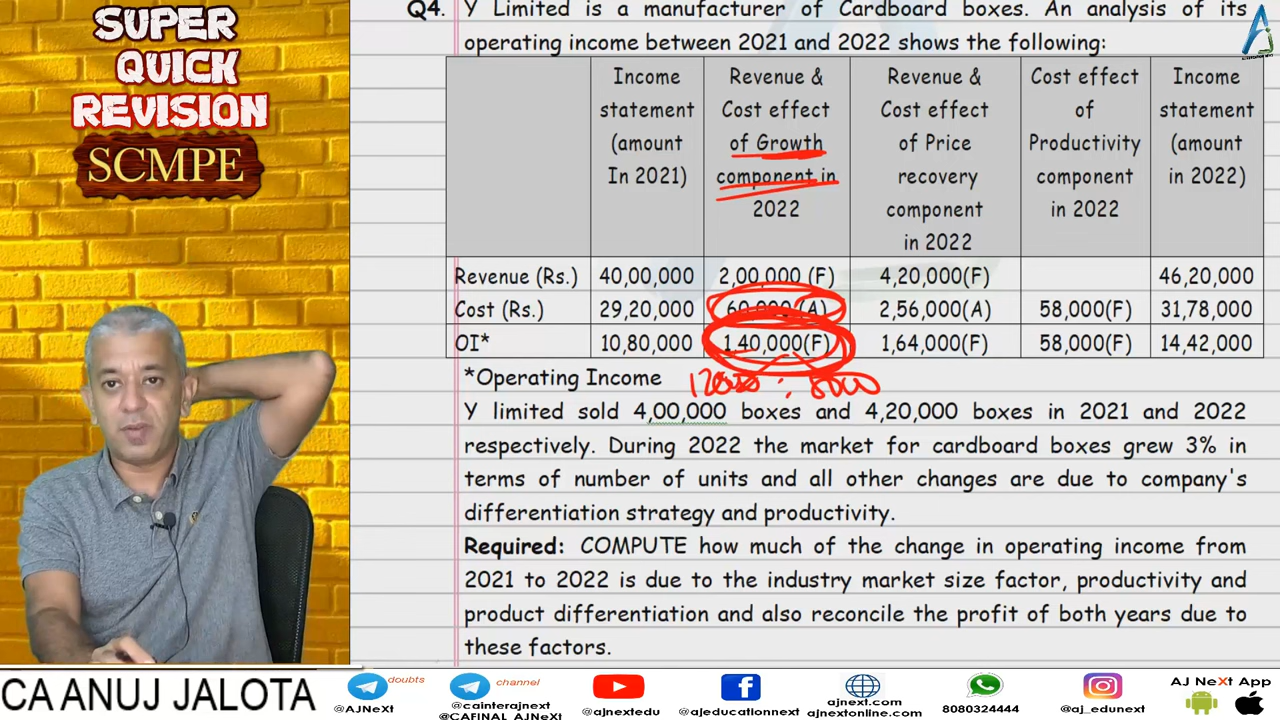 SUPER
QUICK
REVISION
SCMPE
Q4. Y Limited is a manufacturer of Cardboard boxes. An analysis of its
operating income between 2021 and 2022 shows the following:
Income statement (amount In 2021)
Revenue & Cost effect of Growth component in 2022
Revenue & Cost effect of Price recovery component in 2022
Cost effect of Productivity component in 2022
Income statement (amount in 2022)
Revenue (Rs.) 40,00,000 2,00,000 (F) 4,20,000(F) 46,20,000
Cost (Rs.) 29,20,000 60,000 (A) 2,56,000(A) 58,000(F) 31,78,000
OI* 10,80,000 1,40,000(F) 1,64,000(F) 58,000(F) 14,42,000
*Operating Income
Y limited sold 4,00,000 boxes and 4,20,000 boxes in 2021 and 2022
respectively. During 2022 the market for cardboard boxes grew 3% in
terms of number of units and all other changes are due to company's
differentiation strategy and productivity.
Required: COMPUTE how much of the change in operating income from
2021 to 2022 is due to the industry market size factor, productivity and
product differentiation and also reconcile the profit of both years due to
these factors.
CA ANUJ JALOTA
doubts
@AJNeXt
channel
@cainterajnext
@CAFINAL_AJNeXt
@ajnextedu
@ajeducationnext
ajnext.com
ajnextonline.com
8080324444
@aj_edunext
AJ NeXt App